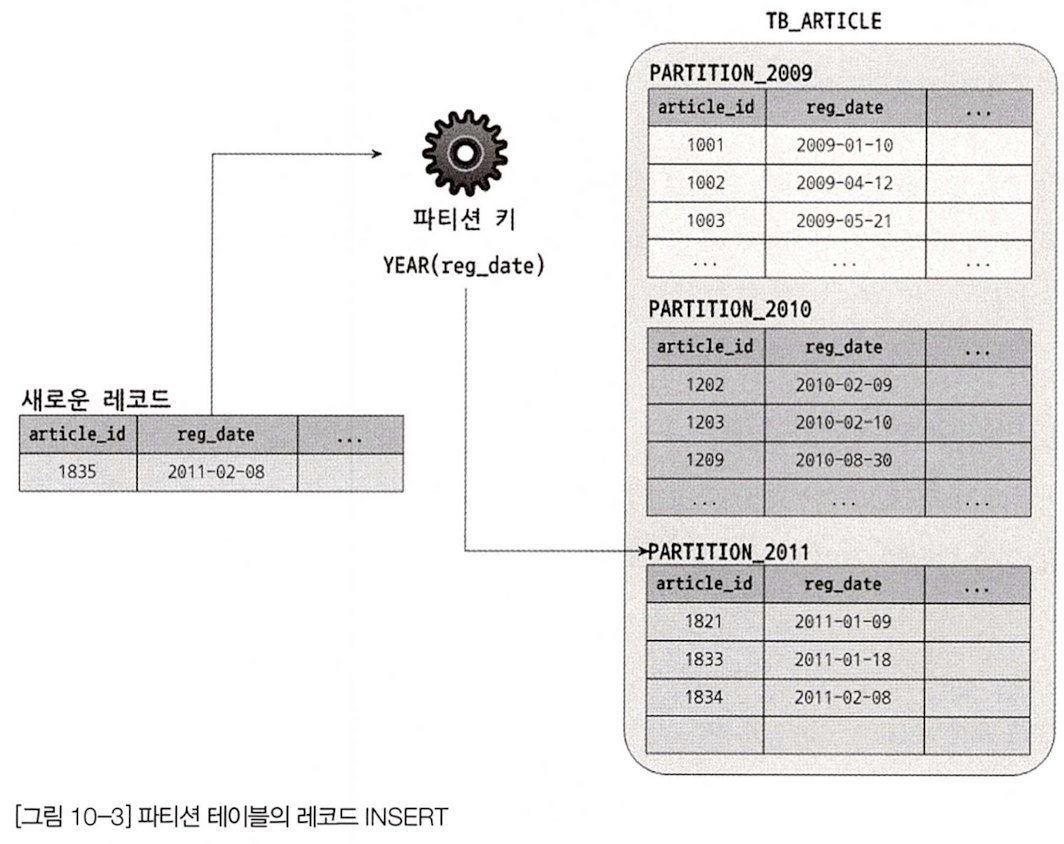 TB_ARTICLE
PARTITION_2009
article_id reg_date ...
1001 2009-01-10
1002 2009-04-12
1003 2009-05-21
... ... ...
파티션 키
YEAR(reg_date)
PARTITION_2010
article_id reg_date ...
1202 2010-02-09
1203 2010-02-10
1209 2010-08-30
... ... ...
새로운 레코드
article_id reg_date ...
1835 2011-02-08
PARTITION_2011
article_id reg_date ...
1821 2011-01-09
1833 2011-01-18
1834 2011-02-08
[그림 10-3] 파티션 테이블의 레코드 INSERT